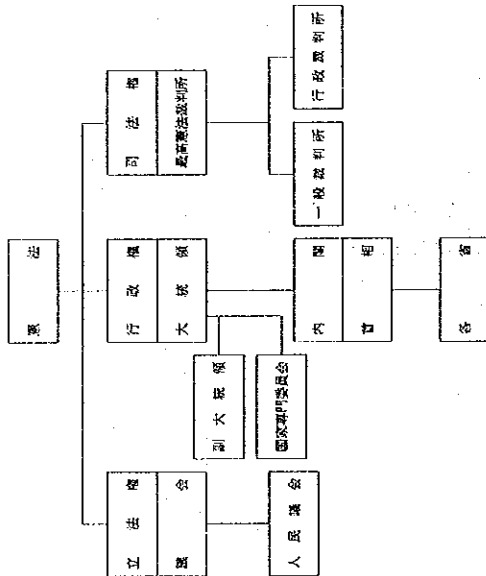 憲法
立法権
議会
行政権
大統領
司法権
最高憲法裁判所
副大統領
国家専門委員会
人民議会
内閣
首相
一般裁判所
行政裁判所
各省